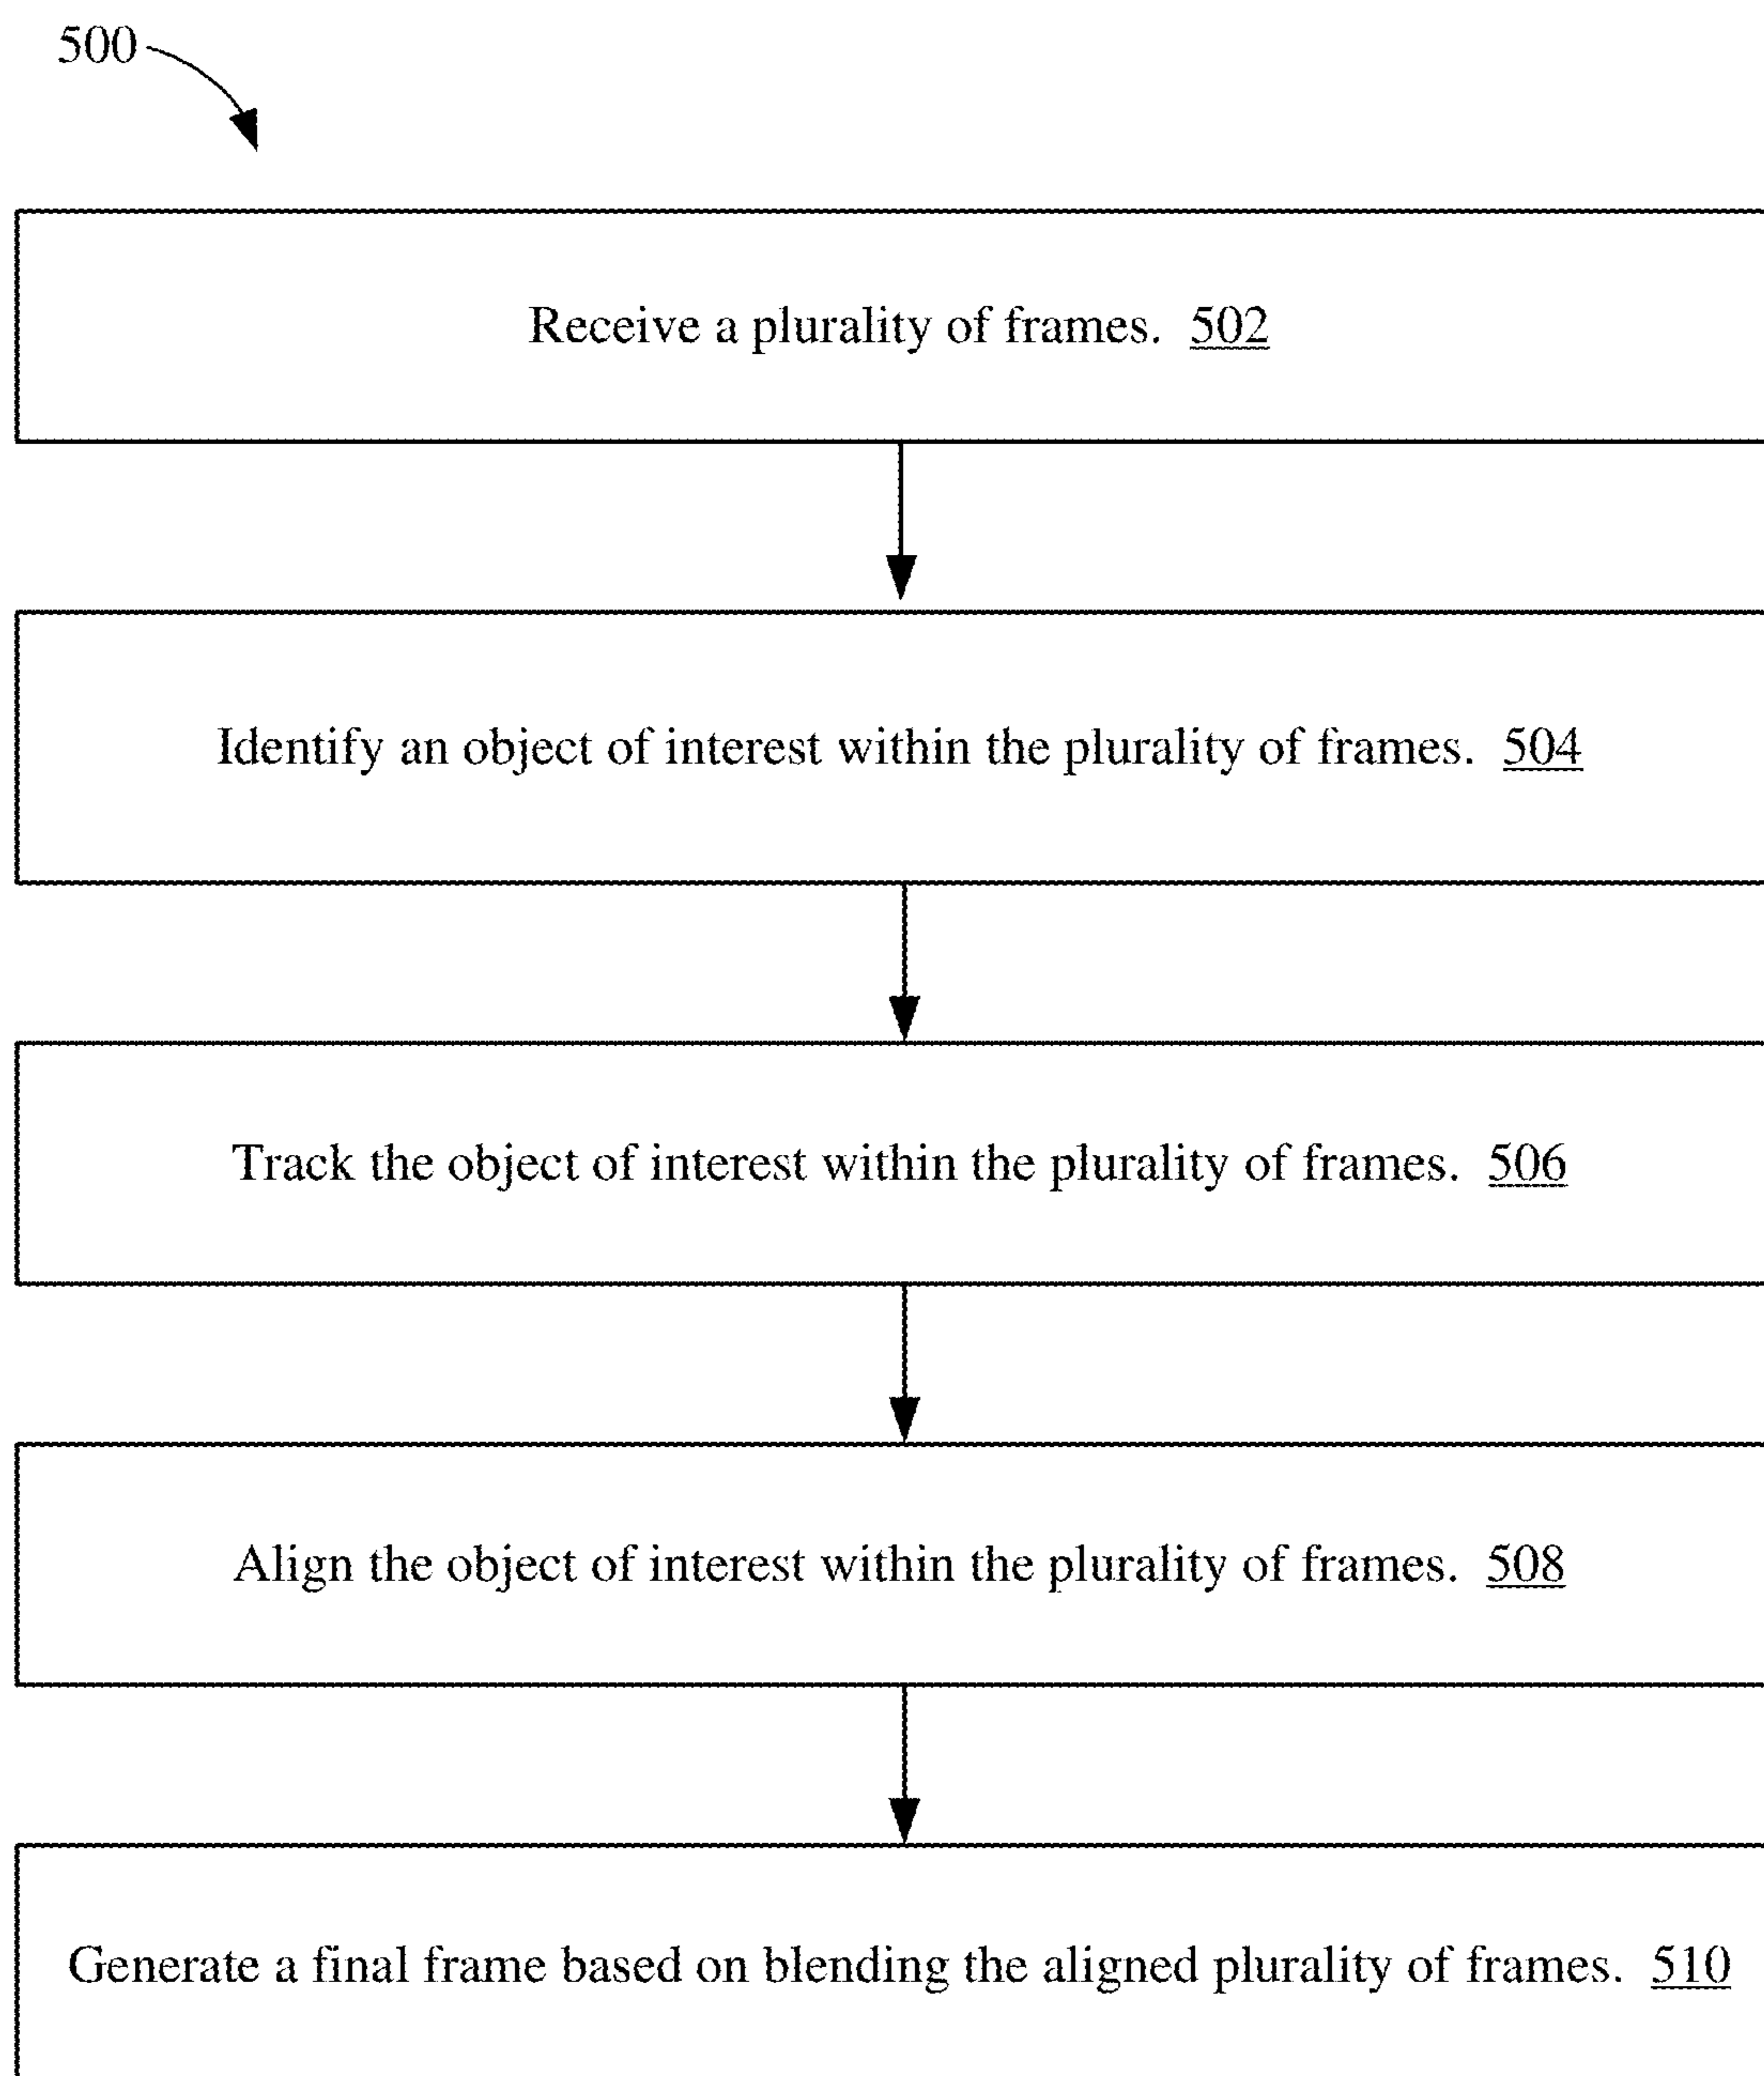 500
Receive a plurality of frames. 502
Identify an object of interest within the plurality of frames. 504
Track the object of interest within the plurality of frames. 506
Align the object of interest within the plurality of frames. 508
Generate a final frame based on blending the aligned plurality of frames. 510